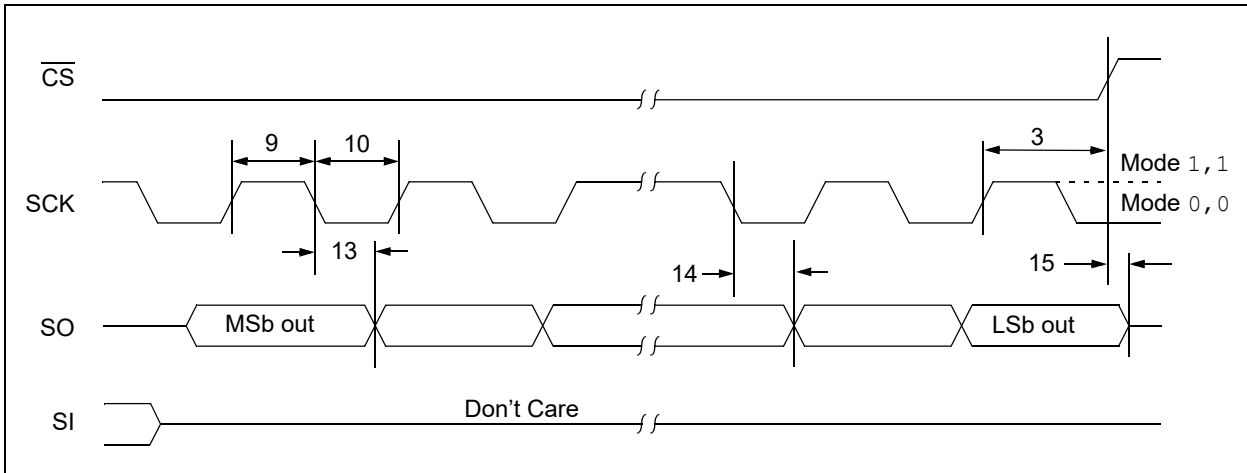 CS
9
10
3
Mode 1,1
SCK
Mode 0,0
13
14
15
SO
MSb out
LSb out
SI
Don't Care